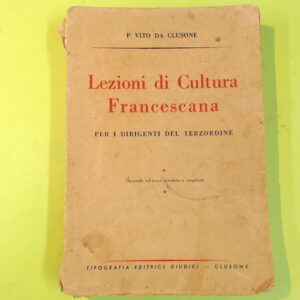 P. VITO DA CLUSONE
Lezioni di Cultura
Francescana
PER I DIRIGENTI DEL TERZORDINE
Seconda edizione riveduta e ampliata
TIPOGRAFIA EDITRICE GIUDICI — CLUSONE